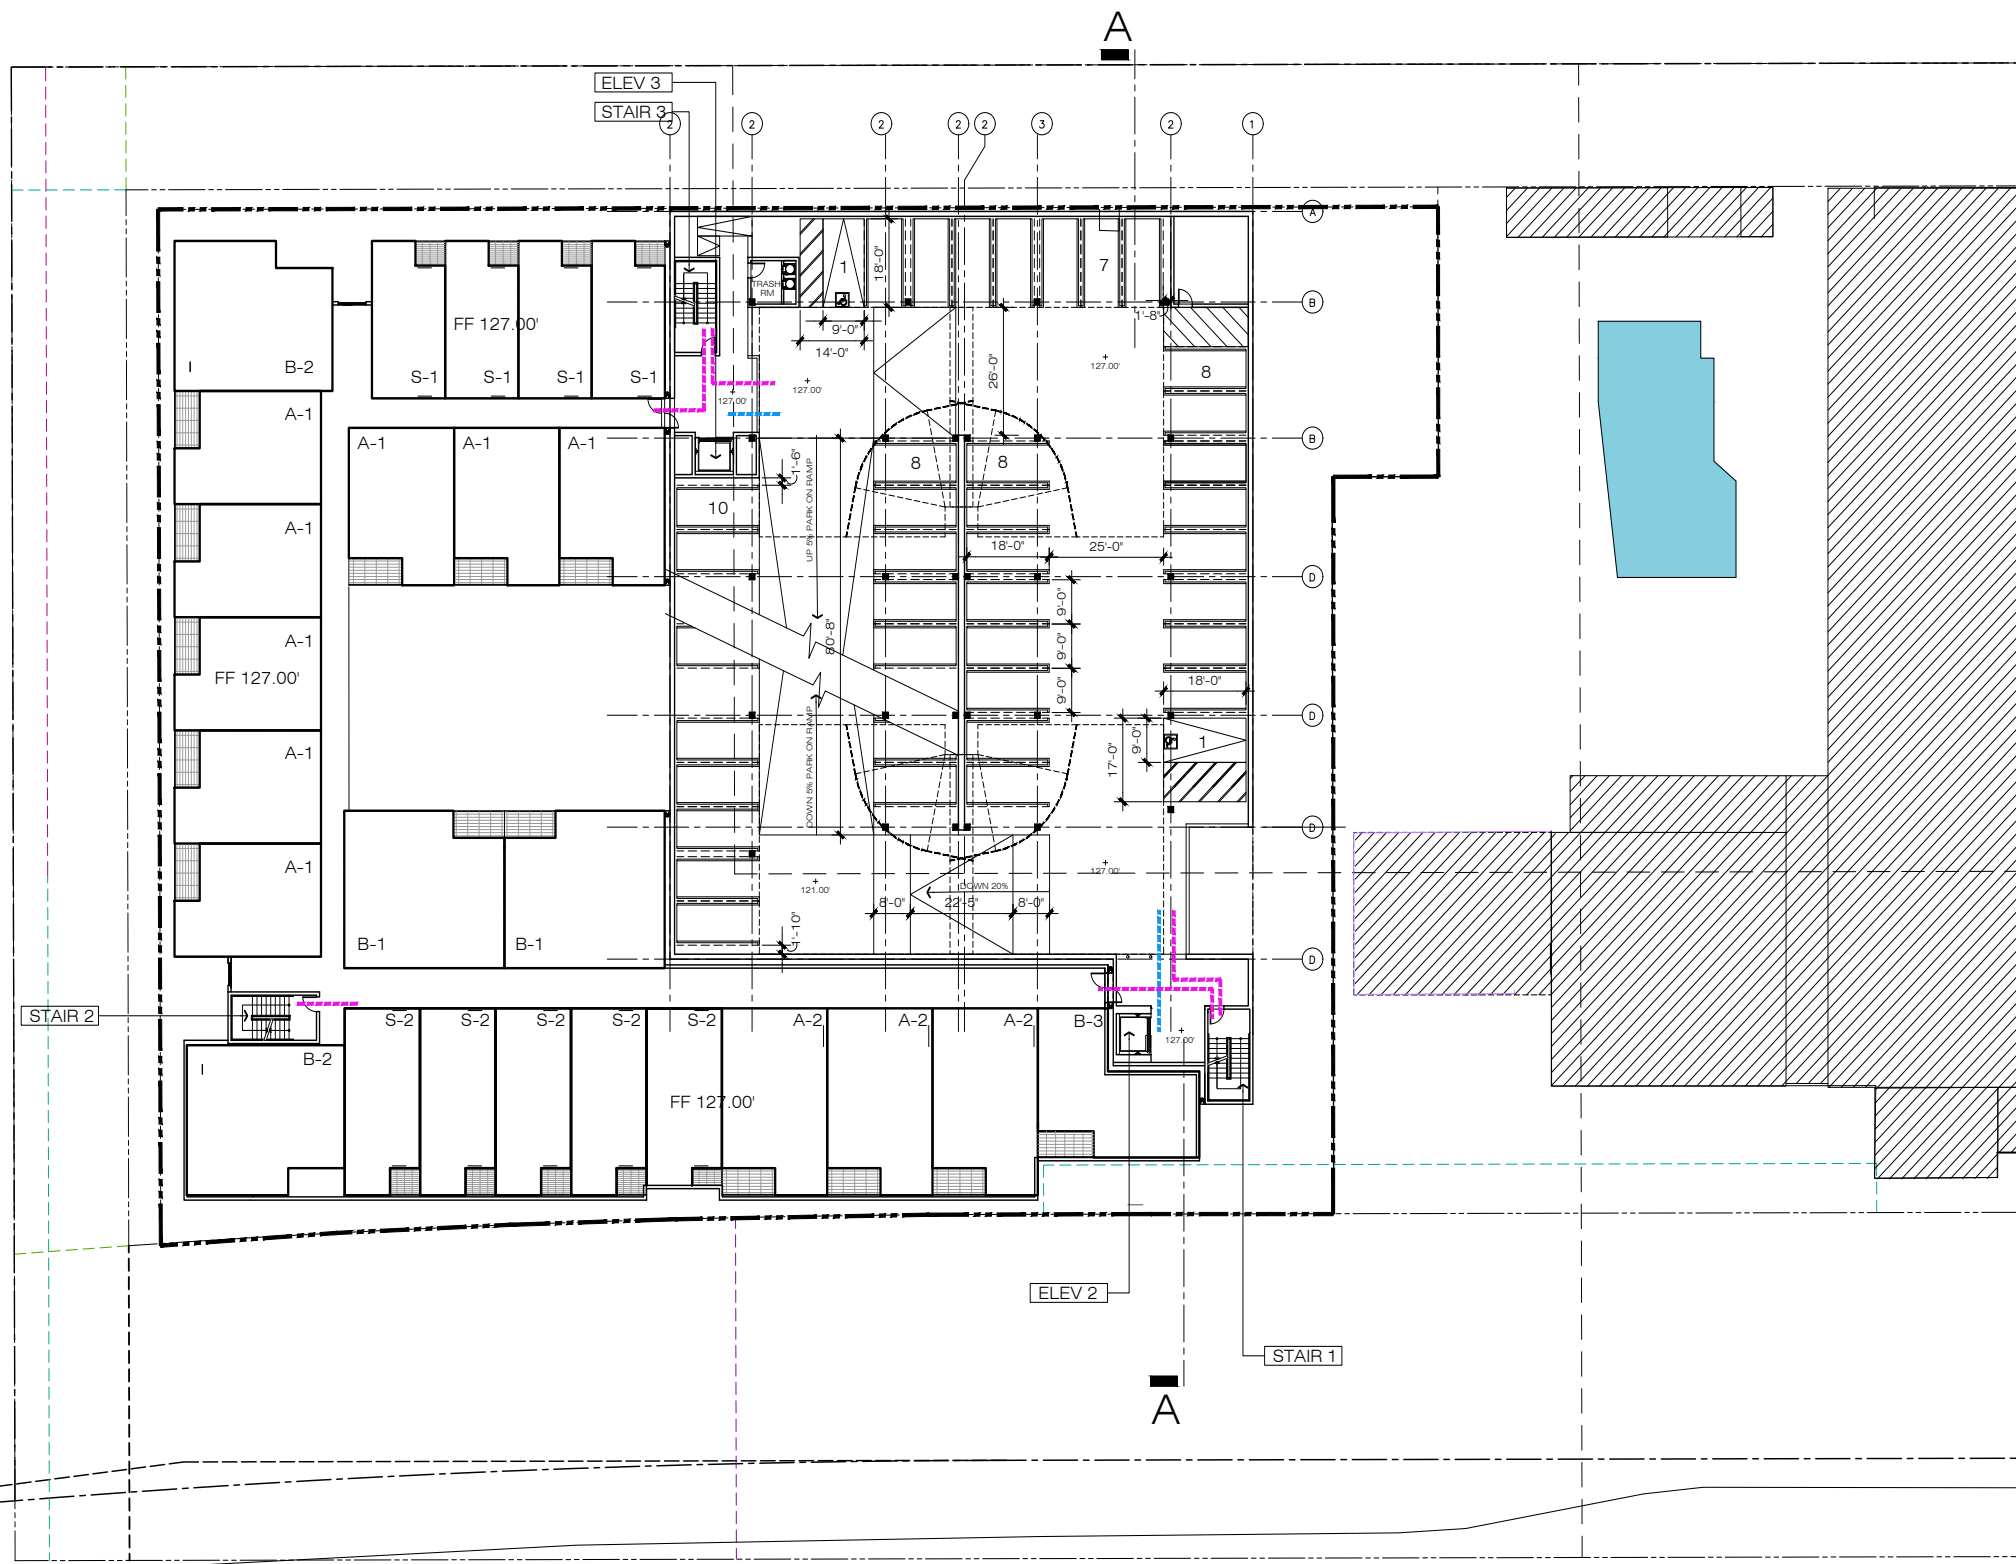 A
ELEV 3
STAIR 3
2
2
2
2
2
3
2
1
A
B
B
D
D
D
D
1
7
18'-0"
TRASH
RM
9'-0"
14'-0"
1'-8"
26'-0"
127.00'
127.00'
127.00'
8
8
8
10
1'-6"
UP 5% PARK ON RAMP
80'-8"
DOWN 5% PARK ON RAMP
18'-0"
25'-0"
9'-0"
9'-0"
9'-0"
18'-0"
17'-0"
9'-0"
1
127.00'
121.00'
DOWN 20%
8'-0"
22'-5"
8'-0"
1'-10"
127.00'
FF 127.00'
I
B-2
S-1
S-1
S-1
S-1
A-1
A-1
A-1
A-1
A-1
A-1
FF 127.00'
A-1
A-1
B-1
B-1
STAIR 2
I
B-2
S-2
S-2
S-2
S-2
S-2
A-2
A-2
A-2
B-3
FF 127.00'
ELEV 2
STAIR 1
A